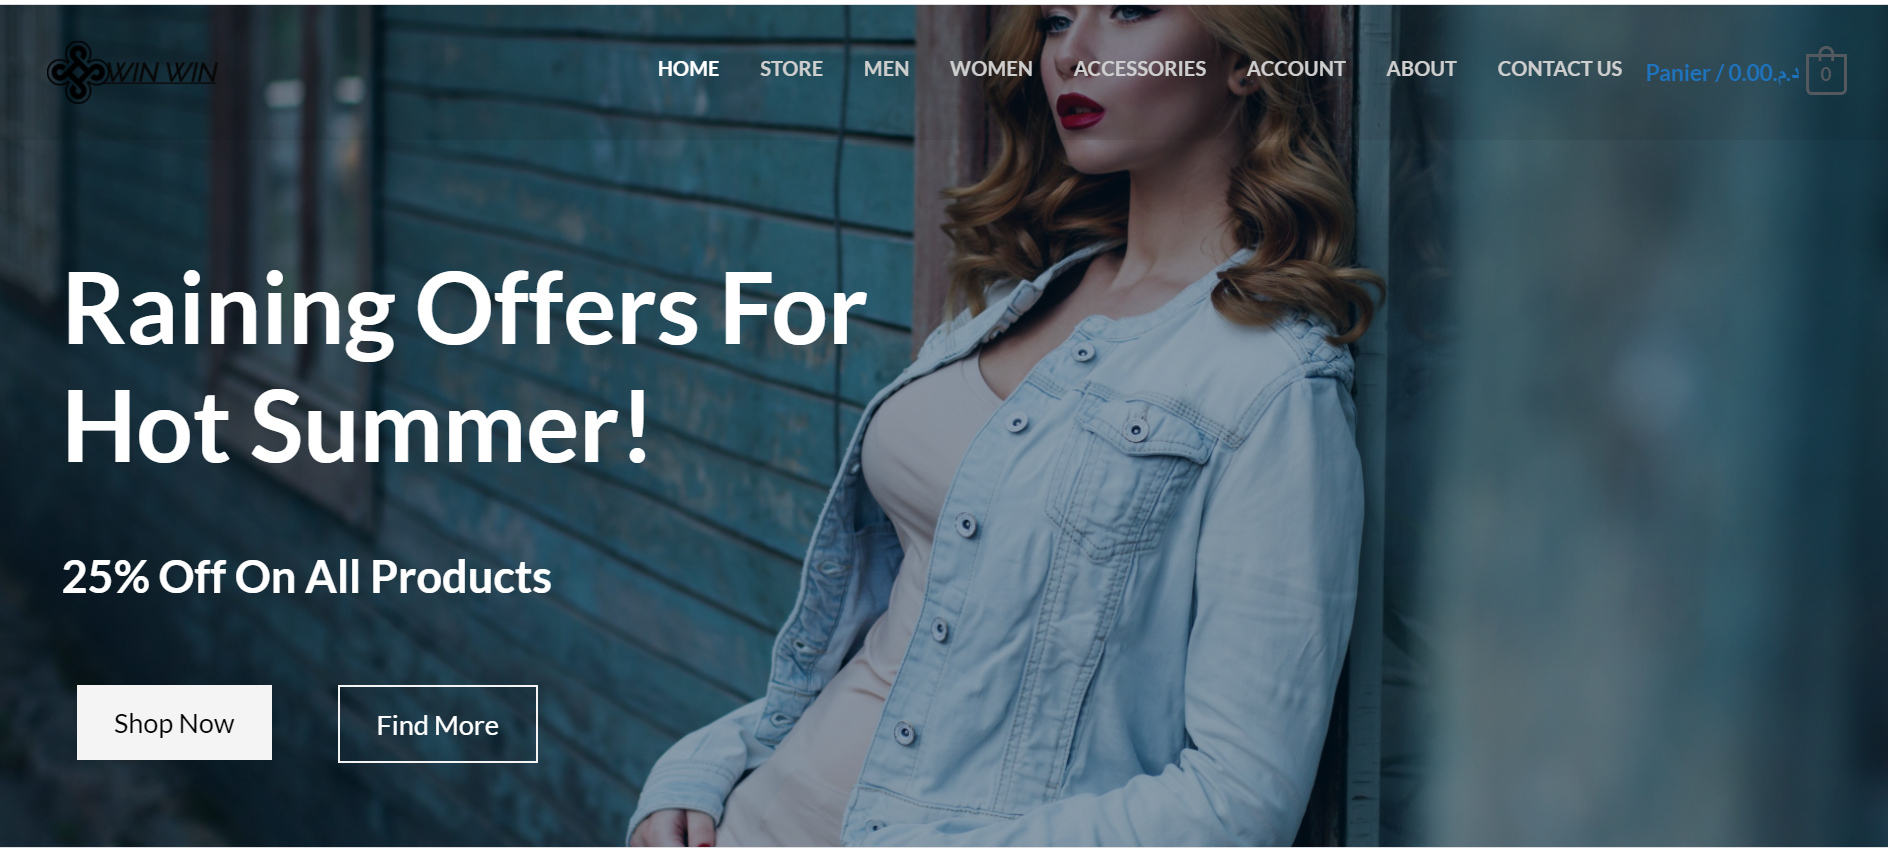 WIN WIN
HOME STORE MEN WOMEN ACCESSORIES ACCOUNT ABOUT CONTACT US Panier / 0.00د.م. 0
Raining Offers For
Hot Summer!
25% Off On All Products
Shop Now Find More